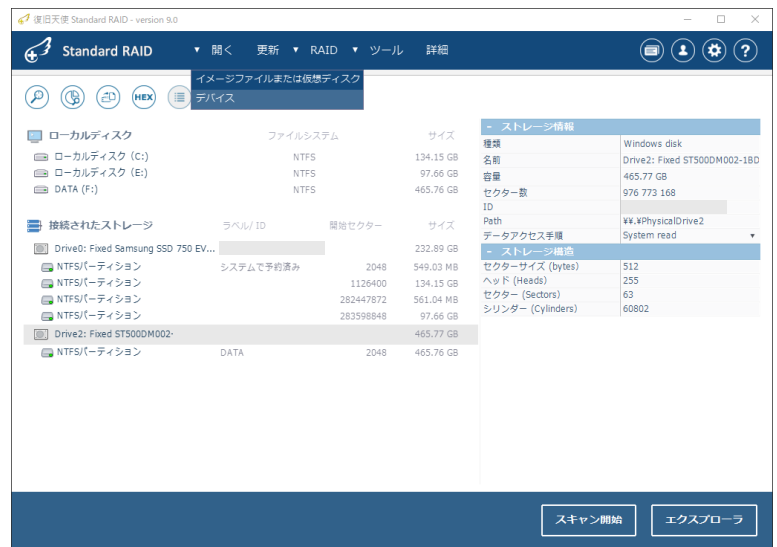 復旧天使 Standard RAID - version 9.0
Standard RAID ▼ 開く 更新 ▼ RAID ▼ ツール 詳細
イメージファイルまたは仮想ディスク
デバイス
HEX
ローカルディスク ファイルシステム サイズ
ローカルディスク (C:) NTFS 134.15 GB
ローカルディスク (E:) NTFS 97.66 GB
DATA (F:) NTFS 465.76 GB
接続されたストレージ ラベル/ ID 開始セクター サイズ
Drive0: Fixed Samsung SSD 750 EV... 232.89 GB
NTFSパーティション システムで予約済み 2048 549.03 MB
NTFSパーティション 1126400 134.15 GB
NTFSパーティション 282447872 561.04 MB
NTFSパーティション 283598848 97.66 GB
Drive2: Fixed ST500DM002- 465.77 GB
NTFSパーティション DATA 2048 465.76 GB
- ストレージ情報
種類 Windows disk
名前 Drive2: Fixed ST500DM002-1BD
容量 465.77 GB
セクター数 976 773 168
ID
Path ¥¥.¥PhysicalDrive2
データアクセス手順 System read ▼
- ストレージ構造
セクターサイズ (bytes) 512
ヘッド (Heads) 255
セクター (Sectors) 63
シリンダー (Cylinders) 60802
スキャン開始 エクスプローラ